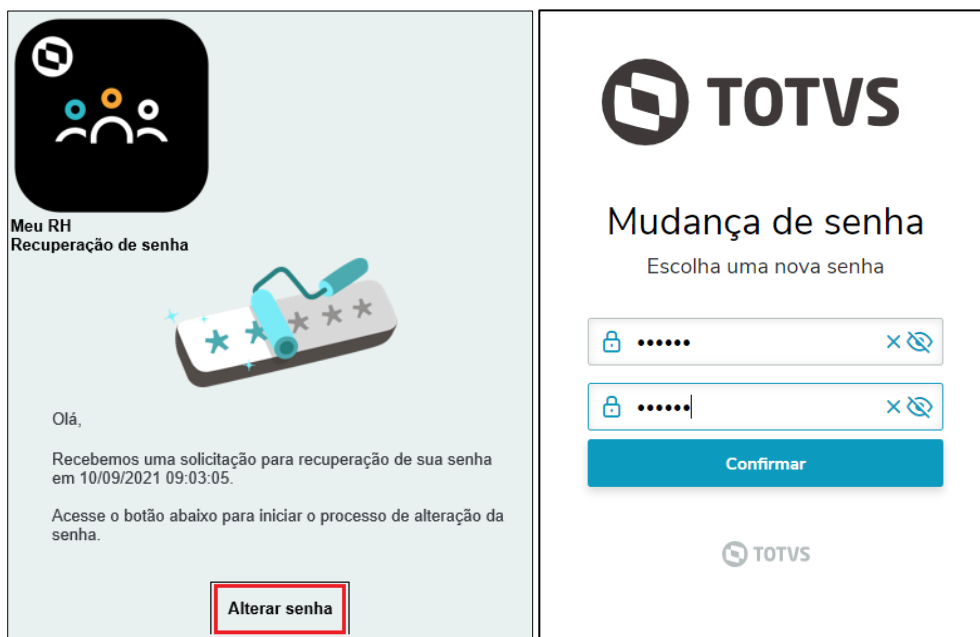 Meu RH
Recuperação de senha
Olá,
Recebemos uma solicitação para recuperação de sua senha
em 10/09/2021 09:03:05.
Acesse o botão abaixo para iniciar o processo de alteração da
senha.
Alterar senha
TOTVS
Mudança de senha
Escolha uma nova senha
Confirmar
TOTVS